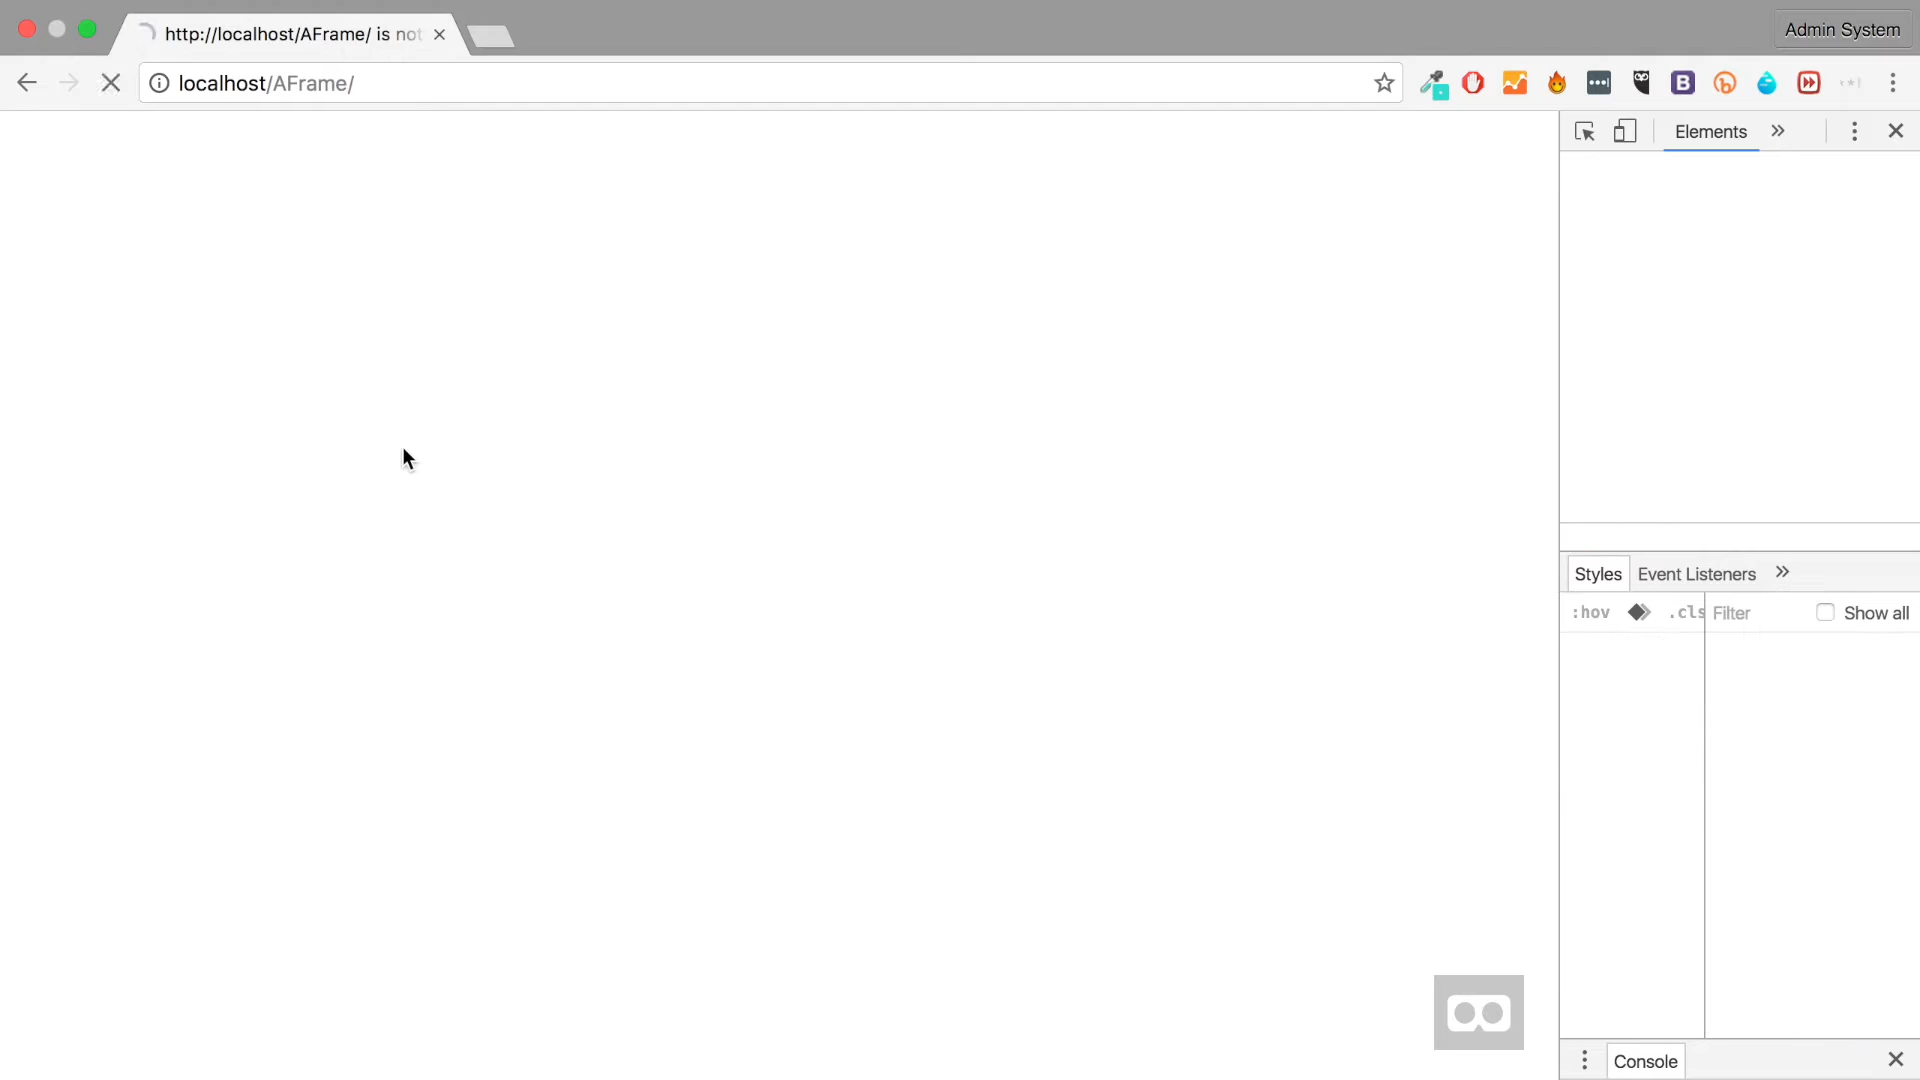 http://localhost/AFrame/ is not
Admin System
localhost/AFrame/
Elements
Styles
Event Listeners
:hov
.cls
Filter
Show all
Console